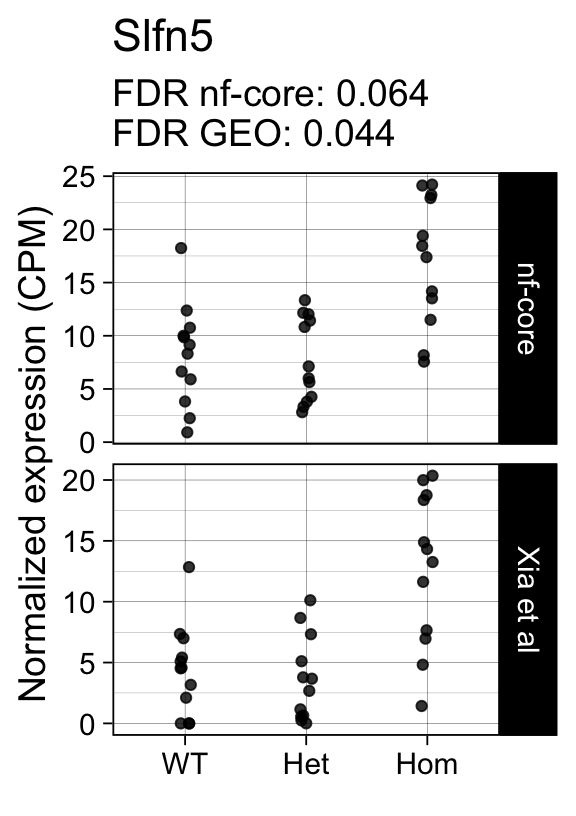 Slfn5
FDR nf-core: 0.064
FDR GEO: 0.044
Normalized expression (CPM)
25
20
15
10
5
0
nf-core
20
15
10
5
0
Xia et al
WT Het Hom